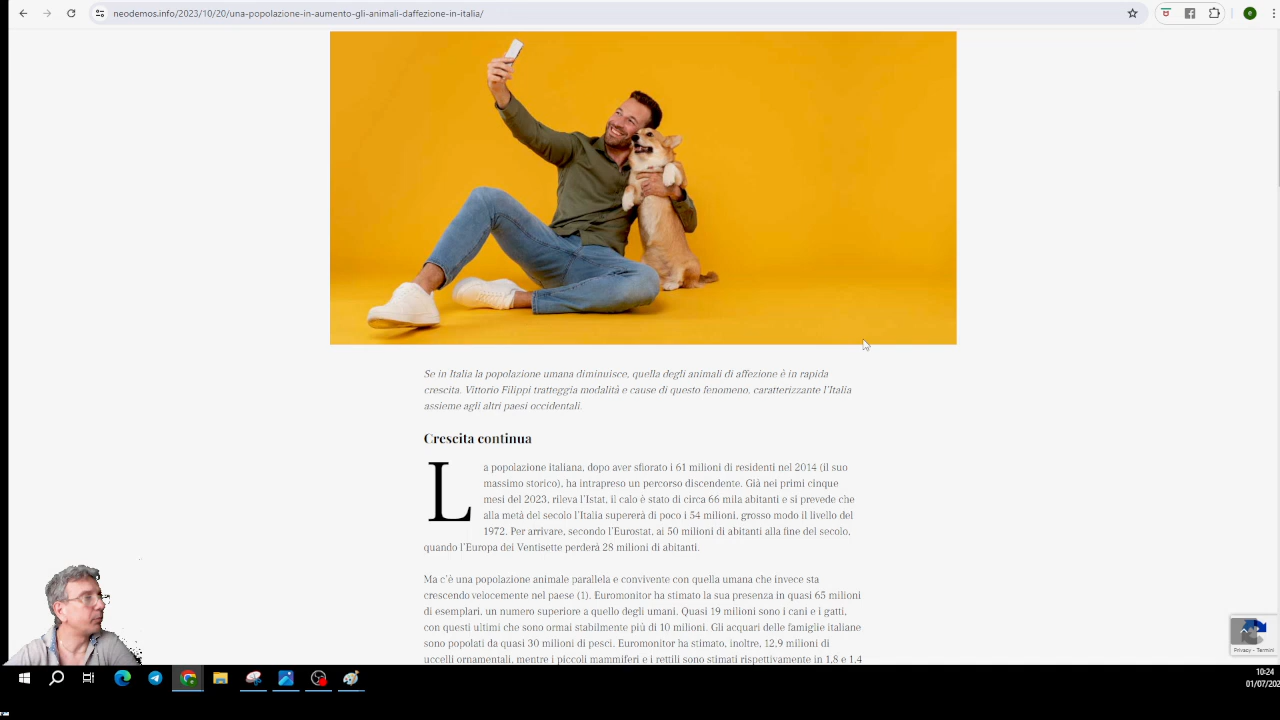 neodemos.info/2023/10/20/una-popolazione-in-aumento-gli-animali-daffezione-in-italia/
Se in Italia la popolazione umana diminuisce, quella degli animali di affezione è in rapida
crescita. Vittorio Filippi tratteggia modalità e cause di questo fenomeno, caratterizzante l'Italia
assieme agli altri paesi occidentali.
Crescita continua
La popolazione italiana, dopo aver sfiorato i 61 milioni di residenti nel 2014 (il suo
massimo storico), ha intrapreso un percorso discendente. Già nei primi cinque
mesi del 2023, rileva l'Istat, il calo è stato di circa 66 mila abitanti e si prevede che
alla metà del secolo l'Italia supererà di poco i 54 milioni, grosso modo il livello del
1972. Per arrivare, secondo l'Eurostat, ai 50 milioni di abitanti alla fine del secolo,
quando l'Europa dei Ventisette perderà 28 milioni di abitanti.
Ma c'è una popolazione animale parallela e convivente con quella umana che invece sta
crescendo velocemente nel paese (1). Euromonitor ha stimato la sua presenza in quasi 65 milioni
di esemplari, un numero superiore a quello degli umani. Quasi 19 milioni sono i cani e i gatti,
con questi ultimi che sono ormai stabilmente più di 10 milioni. Gli acquari delle famiglie italiane
sono popolati da quasi 30 milioni di pesci. Euromonitor ha stimato, inoltre, 12,9 milioni di
uccelli ornamentali, mentre i piccoli mammiferi e i rettili sono stimati rispettivamente in 1,8 e 1,4
Privacy - Termini
10:24
01/07/202